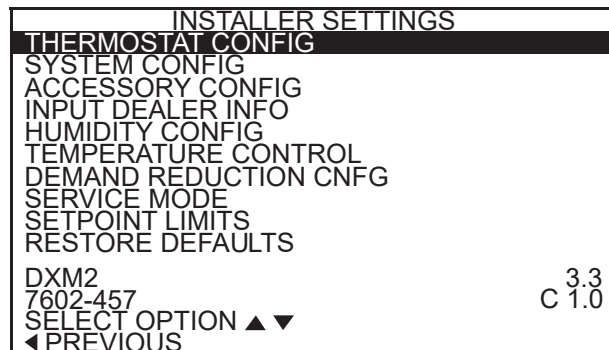 INSTALLER SETTINGS
THERMOSTAT CONFIG
SYSTEM CONFIG
ACCESSORY CONFIG
INPUT DEALER INFO
HUMIDITY CONFIG
TEMPERATURE CONTROL
DEMAND REDUCTION CNFG
SERVICE MODE
SETPOINT LIMITS
RESTORE DEFAULTS
DXM2 3.3
7602-457 C 1.0
SELECT OPTION ▲ ▼
◀ PREVIOUS